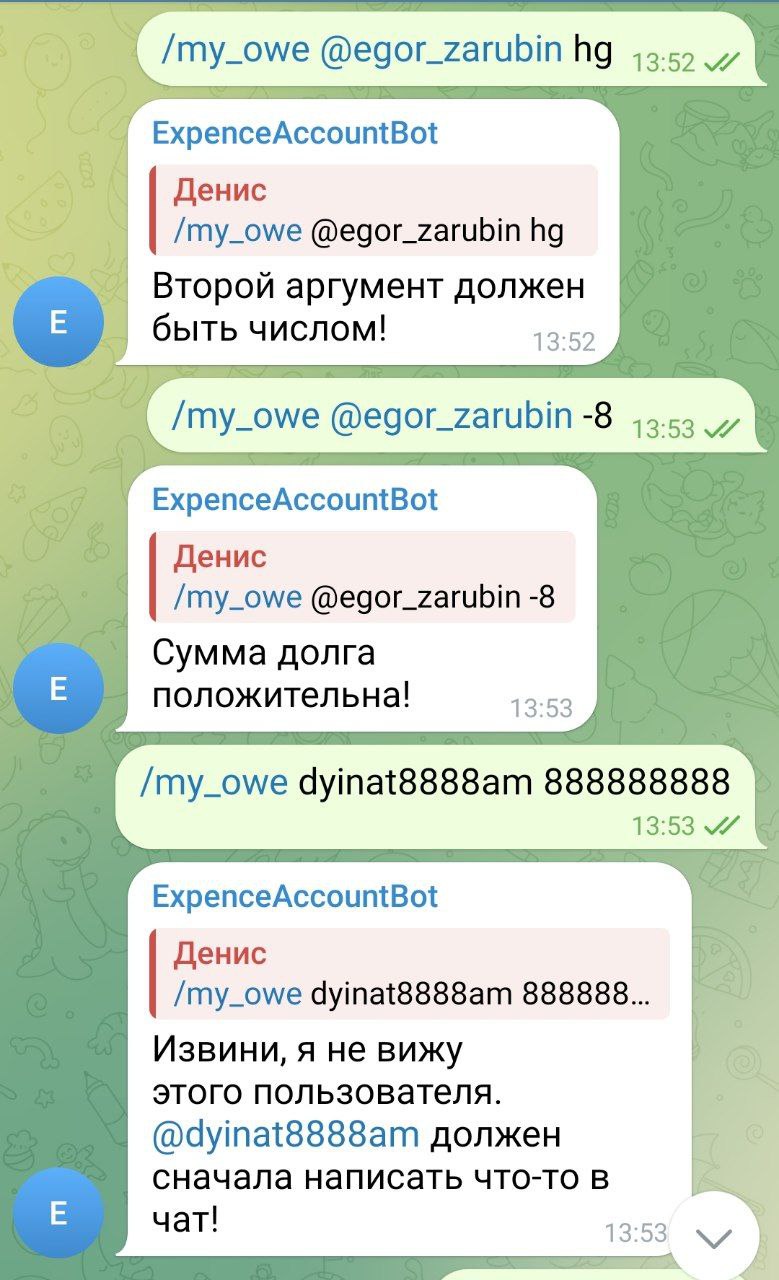 /my_owe @egor_zarubin hg 13:52
ExpenceAccountBot
Денис
/my_owe @egor_zarubin hg
Второй аргумент должен
быть числом!
13:52
E
/my_owe @egor_zarubin -8 13:53
ExpenceAccountBot
Денис
/my_owe @egor_zarubin -8
Сумма долга
положительна!
13:53
E
/my_owe dyinat8888am 888888888
13:53
ExpenceAccountBot
Денис
/my_owe dyinat8888am 888888...
Извини, я не вижу
этого пользователя.
@dyinat8888am должен
сначала написать что-то в
чат!
13:53
E